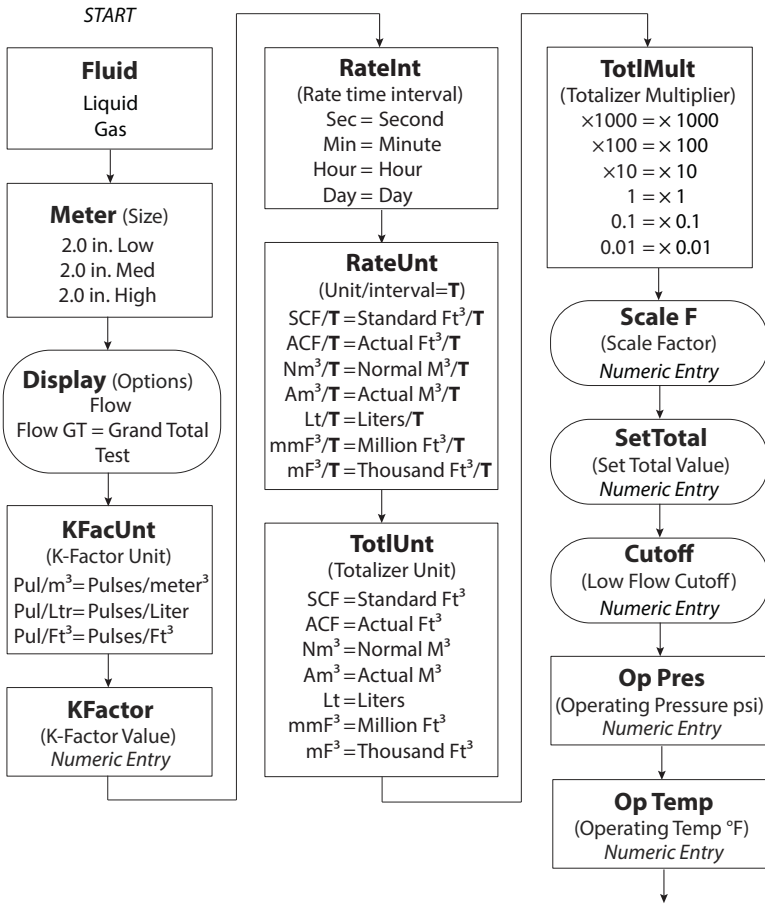 START
Fluid
Liquid
Gas
Meter (Size)
2.0 in. Low
2.0 in. Med
2.0 in. High
Display (Options)
Flow
Flow GT = Grand Total
Test
KFacUnt
(K-Factor Unit)
Pul/m³= Pulses/meter³
Pul/Ltr= Pulses/Liter
Pul/Ft³= Pulses/Ft³
KFactor
(K-Factor Value)
Numeric Entry
RateInt
(Rate time interval)
Sec = Second
Min = Minute
Hour = Hour
Day = Day
RateUnt
(Unit/interval=T)
SCF/T =Standard Ft³/T
ACF/T =Actual Ft³/T
Nm³/T =Normal M³/T
Am³/T =Actual M³/T
Lt/T =Liters/T
mmF³/T =Million Ft³/T
mF³/T =Thousand Ft³/T
TotlUnt
(Totalizer Unit)
SCF =Standard Ft³
ACF =Actual Ft³
Nm³ =Normal M³
Am³ =Actual M³
Lt =Liters
mmF³ =Million Ft³
mF³ =Thousand Ft³
TotlMult
(Totalizer Multiplier)
×1000 = × 1000
×100 = × 100
×10 = × 10
1 = × 1
0.1 = × 0.1
0.01 = × 0.01
Scale F
(Scale Factor)
Numeric Entry
SetTotal
(Set Total Value)
Numeric Entry
Cutoff
(Low Flow Cutoff)
Numeric Entry
Op Pres
(Operating Pressure psi)
Numeric Entry
Op Temp
(Operating Temp °F)
Numeric Entry